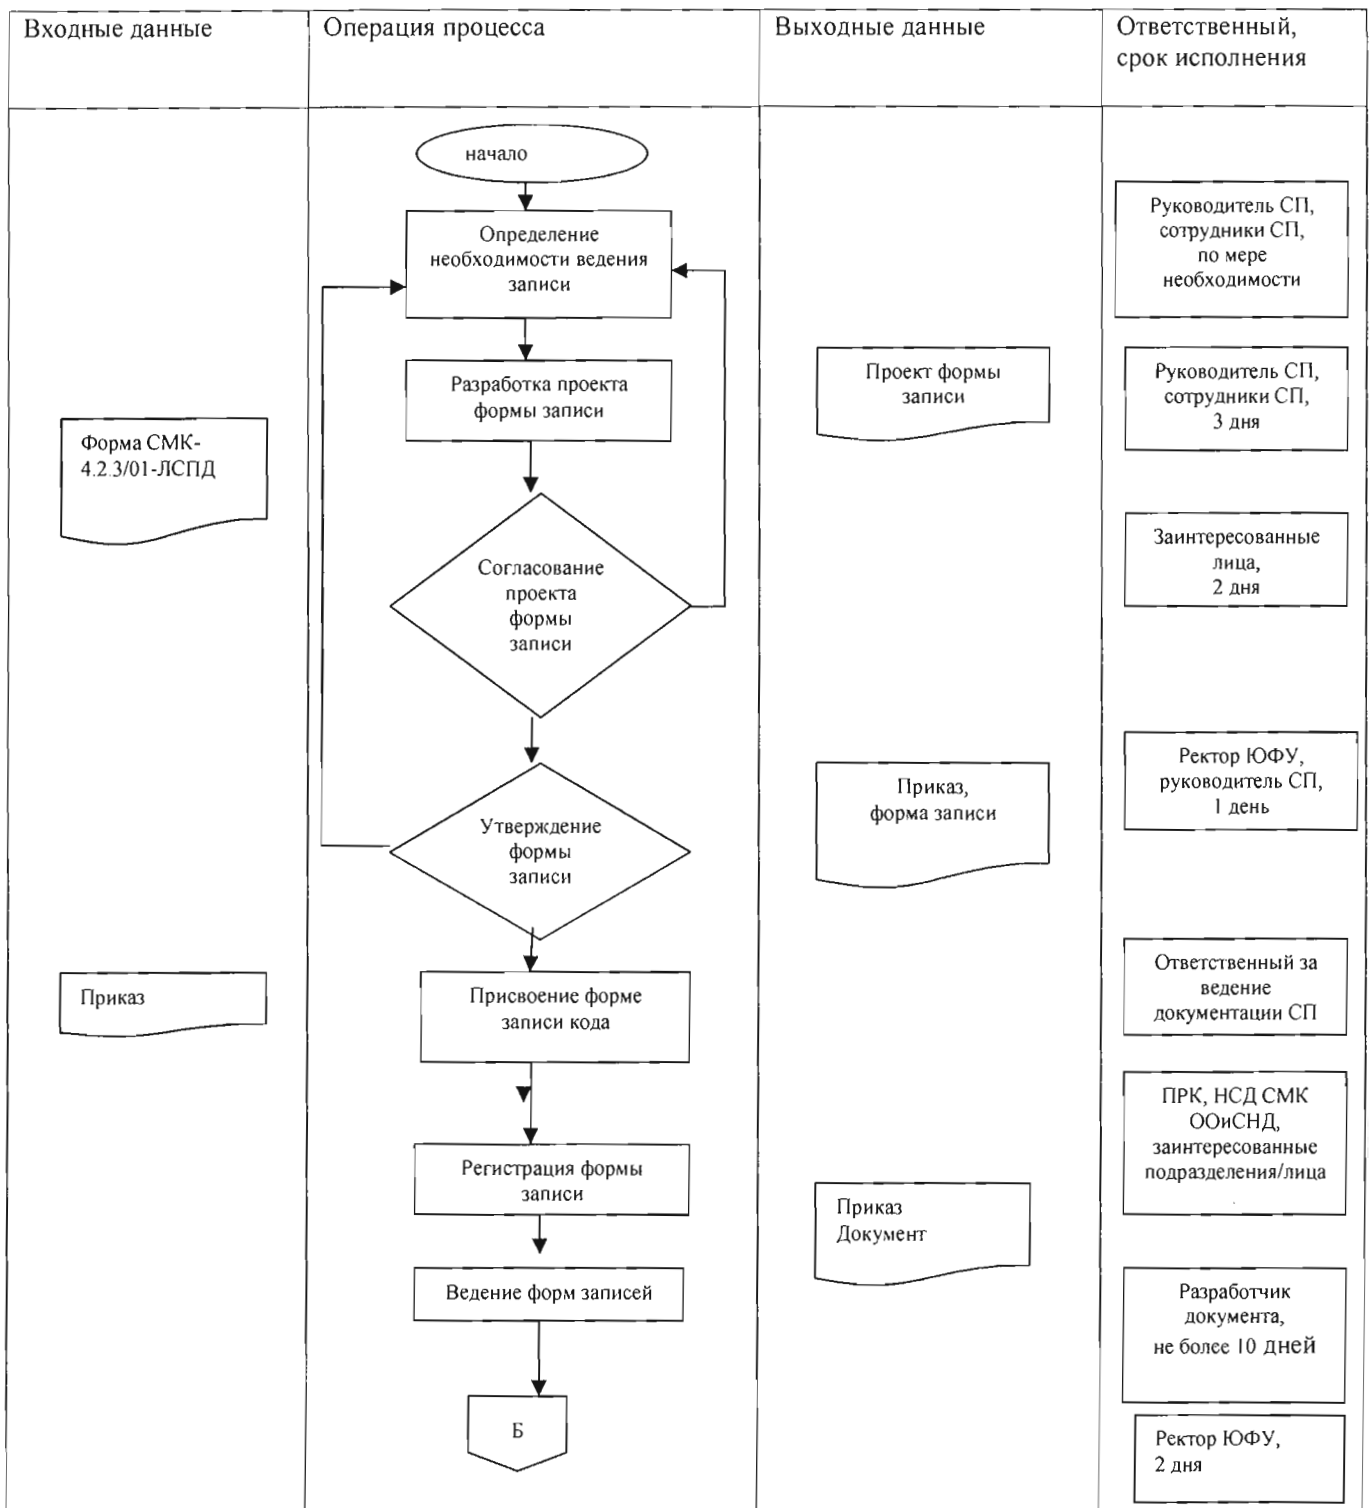 Входные данные
Операция процесса
Выходные данные
Ответственный,
срок исполнения
начало
Определение
необходимости ведения
записи
Руководитель СП,
сотрудники СП,
по мере
необходимости
Разработка проекта
формы записи
Проект формы
записи
Руководитель СП,
сотрудники СП,
3 дня
Форма СМК-
4.2.3/01-ЛСПД
Согласование
проекта
формы
записи
Заинтересованные
лица,
2 дня
Утверждение
формы
записи
Приказ,
форма записи
Ректор ЮФУ,
руководитель СП,
1 день
Приказ
Присвоение форме
записи кода
Ответственный за
ведение
документации СП
Регистрация формы
записи
ПРК, НСД СМК
ООиСНД,
заинтересованные
подразделения/лица
Приказ
Документ
Ведение форм записей
Разработчик
документа,
не более 10 дней
Б
Ректор ЮФУ,
2 дня